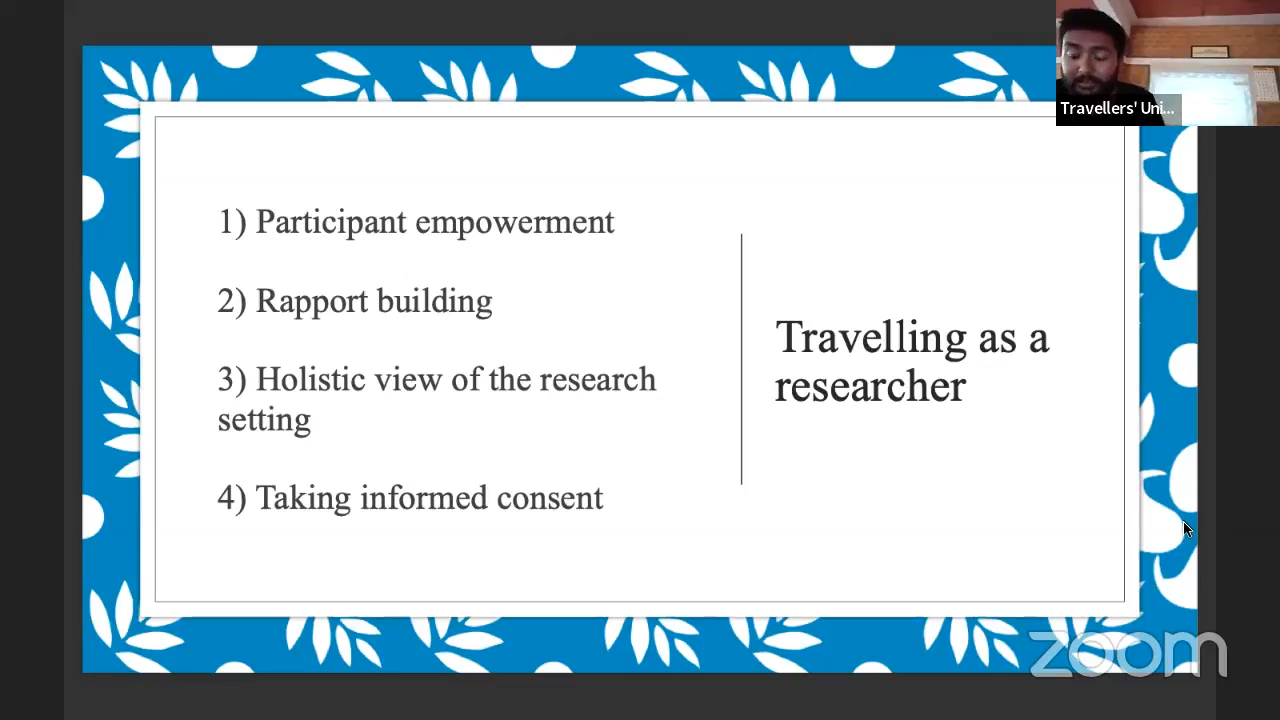 Travellers' Uni...
1) Participant empowerment
2) Rapport building
3) Holistic view of the research
setting
4) Taking informed consent
Travelling as a
researcher
zoom